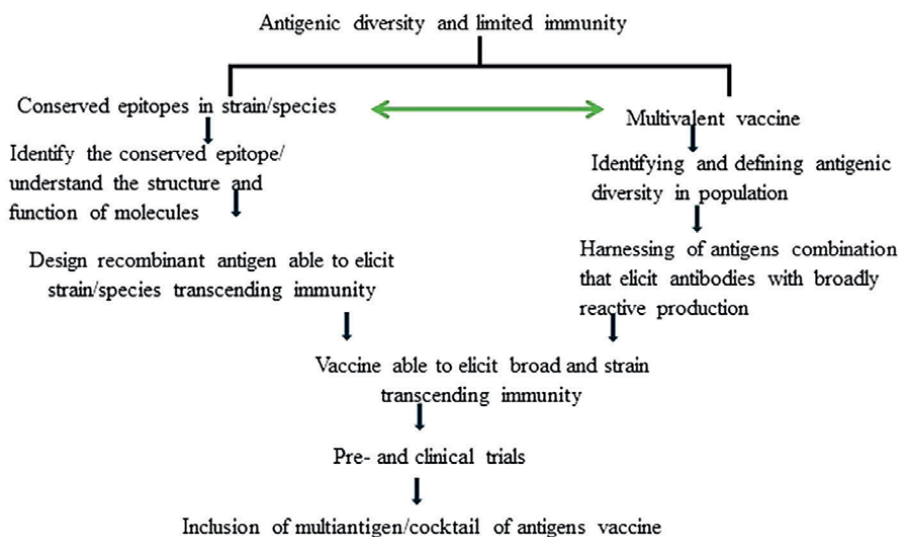 Antigenic diversity and limited immunity
Conserved epitopes in strain/species
Multivalent vaccine
Identify the conserved epitope/
understand the structure and
function of molecules
Identifying and defining antigenic
diversity in population
Design recombinant antigen able to elicit
strain/species transcending immunity
Harnessing of antigens combination
that elicit antibodies with broadly
reactive production
Vaccine able to elicit broad and strain
transcending immunity
Pre- and clinical trials
Inclusion of multiantigen/cocktail of antigens vaccine